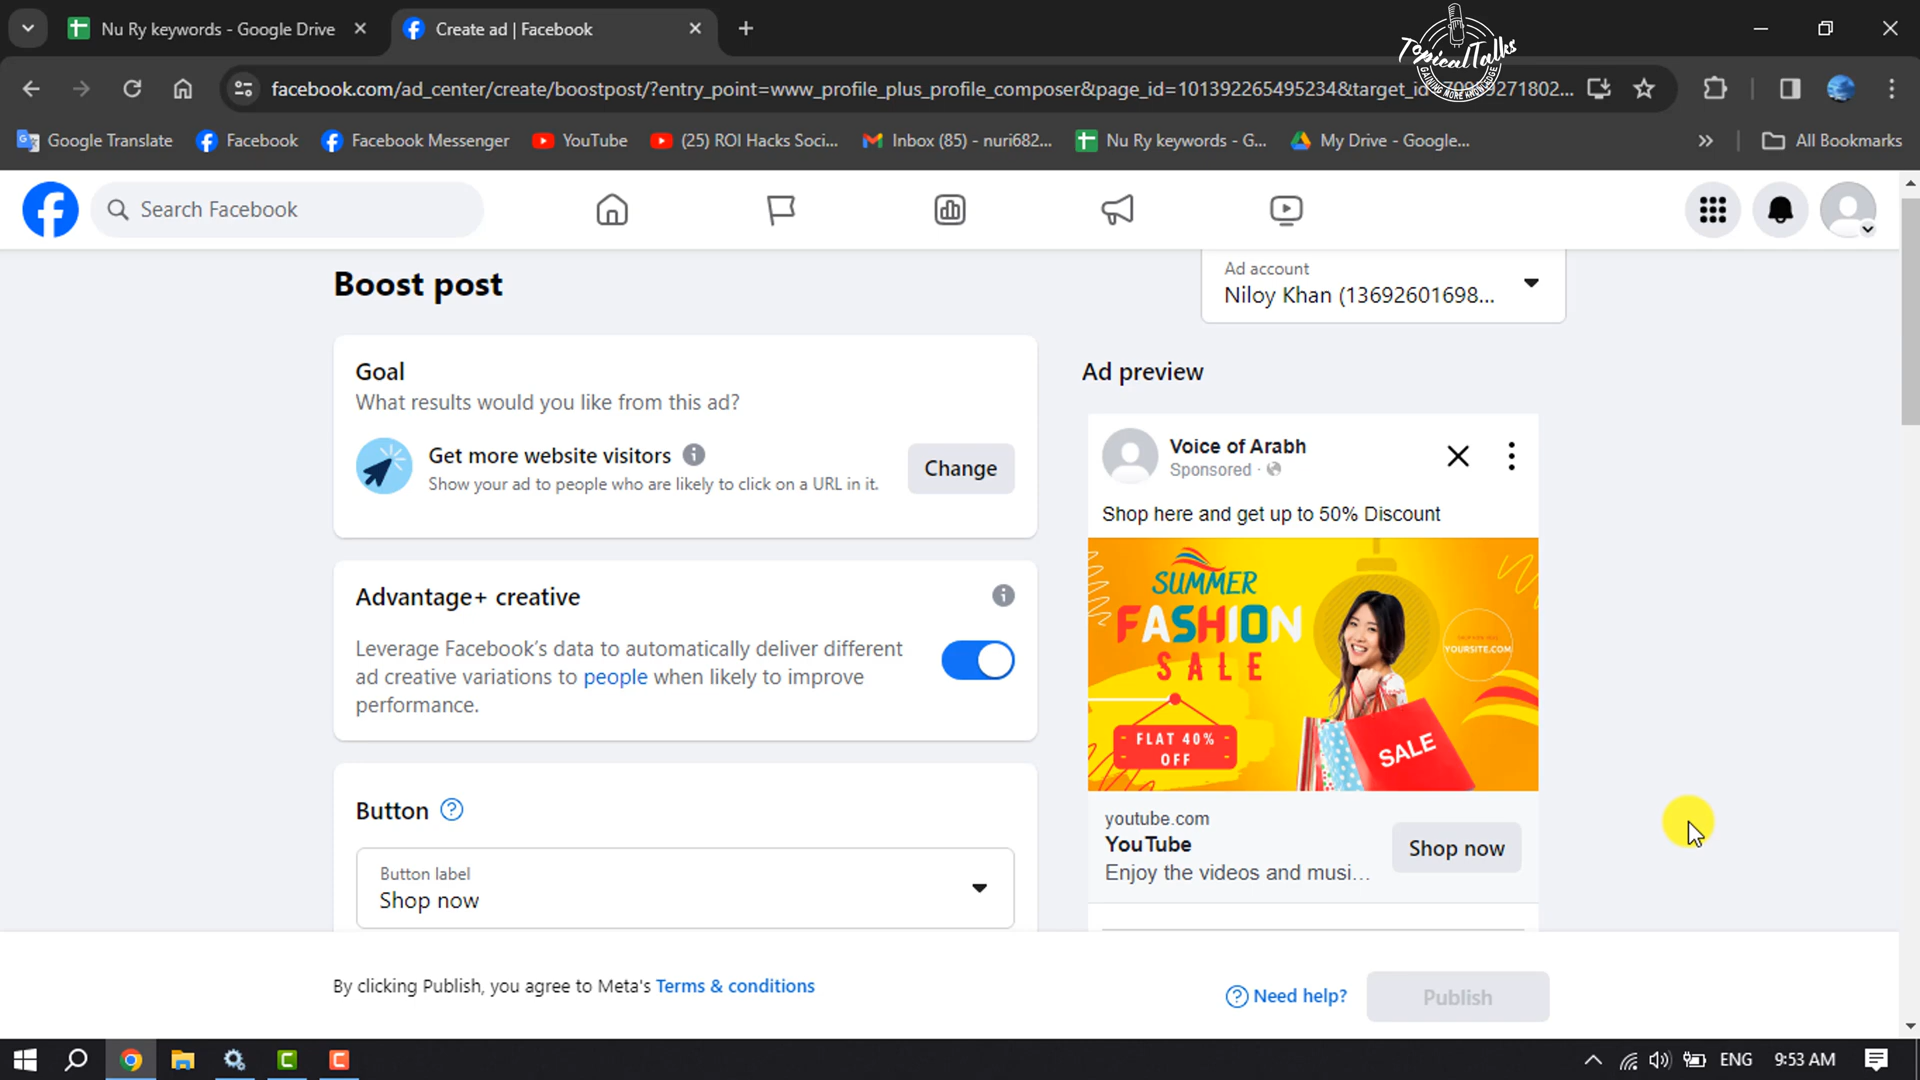 Nu Ry keywords - Google Drive
Create ad | Facebook
TopicalTalks
GAINING MORE KNOWLEDGE
facebook.com/ad_center/create/boostpost/?entry_point=www_profile_plus_profile_composer&page_id=101392265495234&target_id
Google Translate
Facebook
Facebook Messenger
YouTube
(25) ROI Hacks Soci...
Inbox (85) - nuri682...
Nu Ry keywords - G...
My Drive - Google...
All Bookmarks
Search Facebook
Boost post
Ad account
Niloy Khan (13692601698...
Goal
What results would you like from this ad?
Get more website visitors
Show your ad to people who are likely to click on a URL in it.
Change
Advantage+ creative
Leverage Facebook's data to automatically deliver different
ad creative variations to people when likely to improve
performance.
Button
Button label
Shop now
Ad preview
Voice of Arabh
Sponsored ·
Shop here and get up to 50% Discount
SUMMER
FASHION
SALE
YOURSITE.COM
FLAT 40%
OFF
SALE
youtube.com
YouTube
Enjoy the videos and musi...
Shop now
By clicking Publish, you agree to Meta's Terms & conditions
Need help?
Publish
ENG
9:53 AM